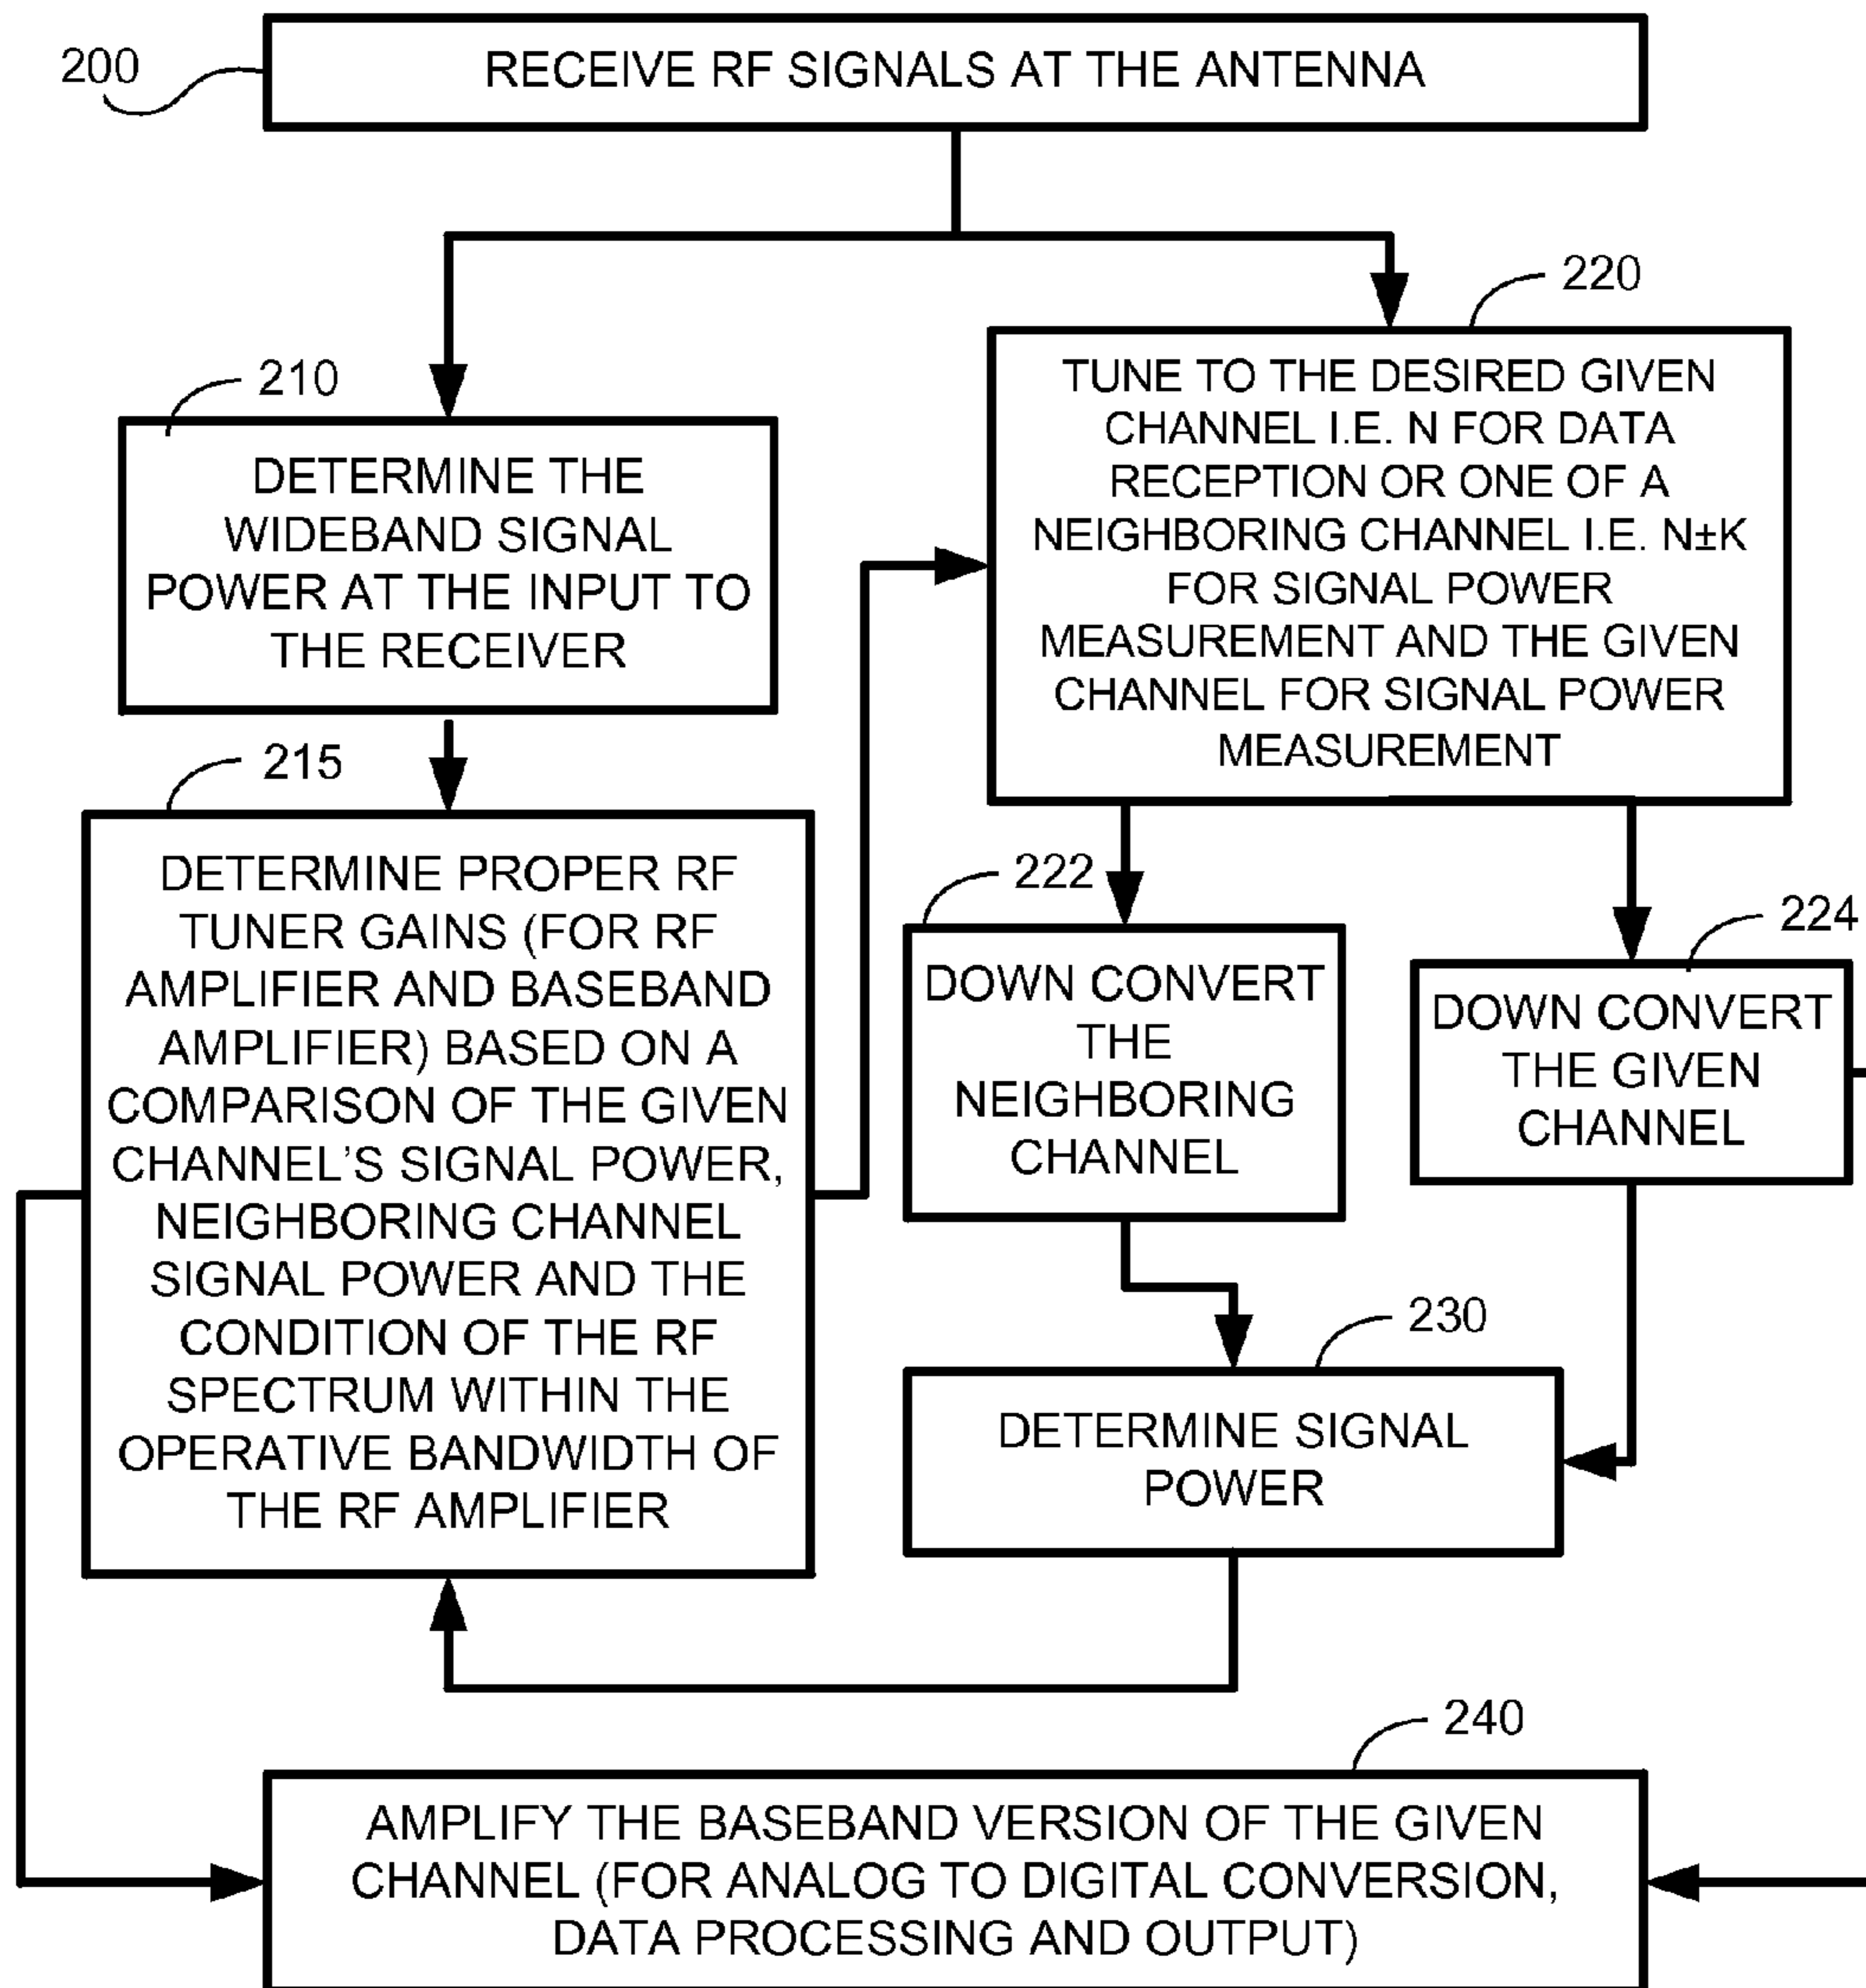 200
RECEIVE RF SIGNALS AT THE ANTENNA
210
DETERMINE THE
WIDEBAND SIGNAL
POWER AT THE INPUT TO
THE RECEIVER
220
TUNE TO THE DESIRED GIVEN
CHANNEL I.E. N FOR DATA
RECEPTION OR ONE OF A
NEIGHBORING CHANNEL I.E. N±K
FOR SIGNAL POWER
MEASUREMENT AND THE GIVEN
CHANNEL FOR SIGNAL POWER
MEASUREMENT
215
DETERMINE PROPER RF
TUNER GAINS (FOR RF
AMPLIFIER AND BASEBAND
AMPLIFIER) BASED ON A
COMPARISON OF THE GIVEN
CHANNEL’S SIGNAL POWER,
NEIGHBORING CHANNEL
SIGNAL POWER AND THE
CONDITION OF THE RF
SPECTRUM WITHIN THE
OPERATIVE BANDWIDTH OF
THE RF AMPLIFIER
222
DOWN CONVERT
THE
NEIGHBORING
CHANNEL
224
DOWN CONVERT
THE GIVEN
CHANNEL
230
DETERMINE SIGNAL
POWER
240
AMPLIFY THE BASEBAND VERSION OF THE GIVEN
CHANNEL (FOR ANALOG TO DIGITAL CONVERSION,
DATA PROCESSING AND OUTPUT)